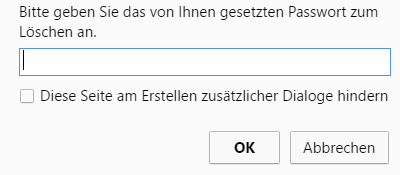 Bitte geben Sie das von Ihnen gesetzten Passwort zum
Löschen an.
Diese Seite am Erstellen zusätzlicher Dialoge hindern
OK
Abbrechen